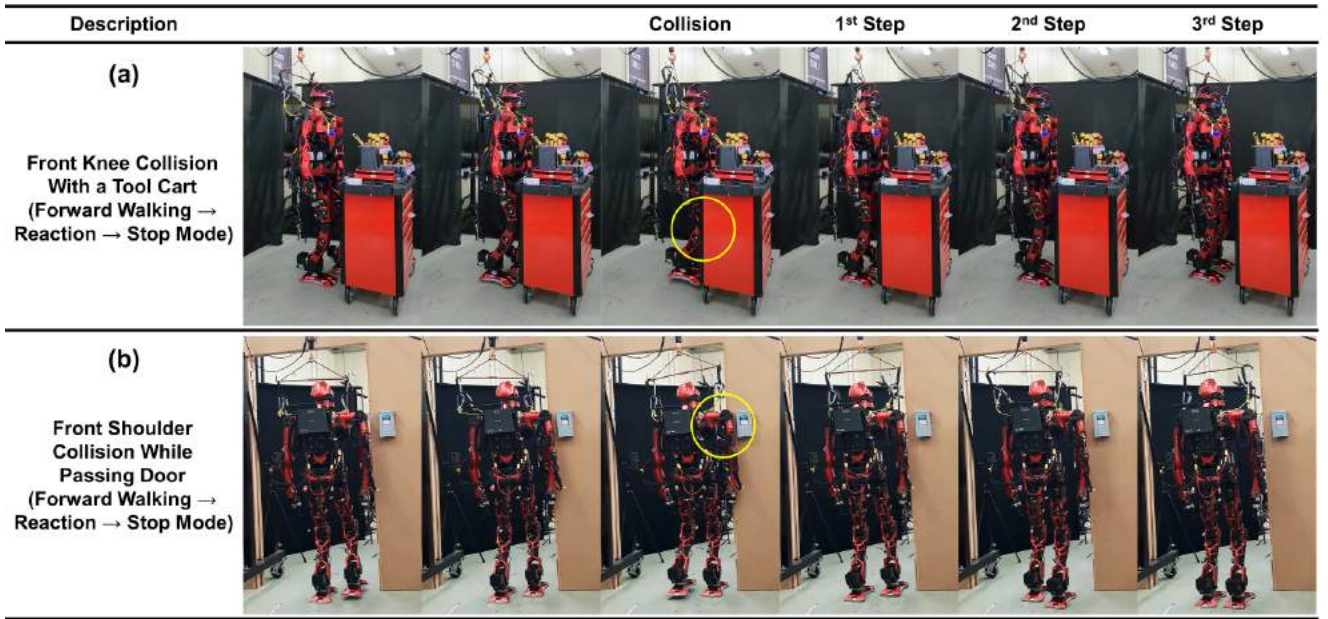 Description
Collision
1st Step
2nd Step
3rd Step
(a)
Front Knee Collision
With a Tool Cart
(Forward Walking →
Reaction → Stop Mode)
(b)
Front Shoulder
Collision While
Passing Door
(Forward Walking →
Reaction → Stop Mode)